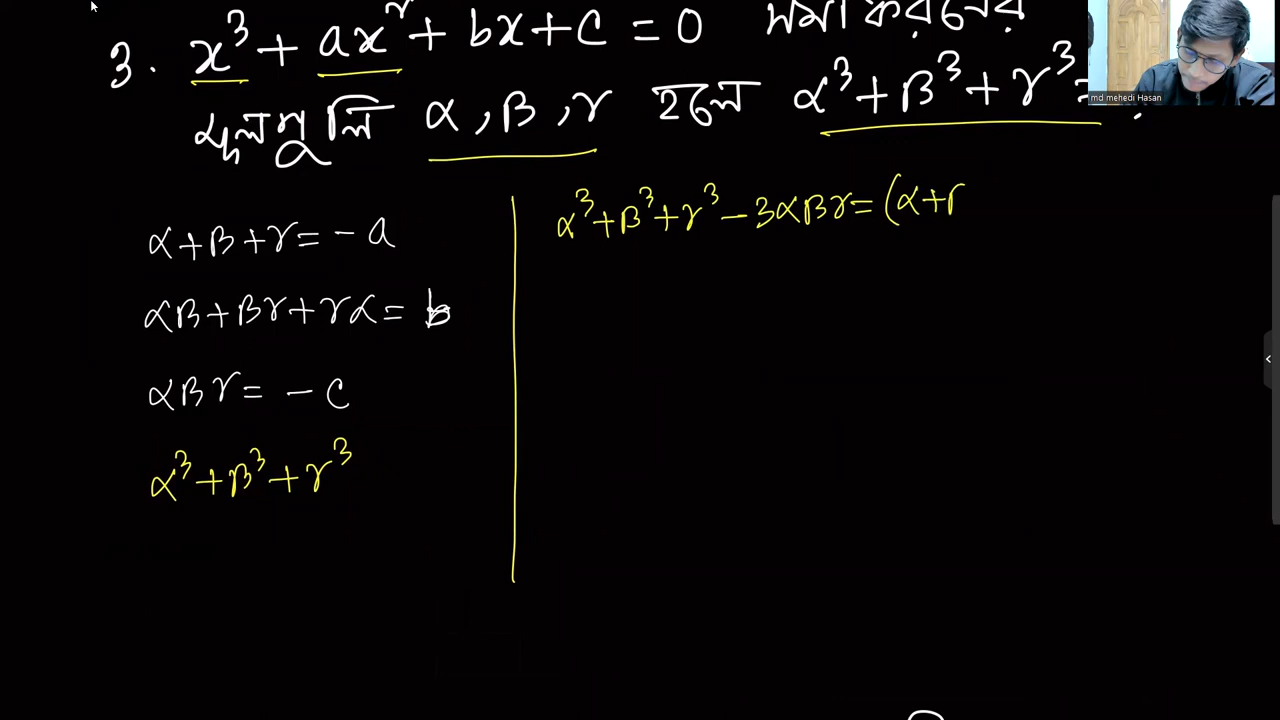 3. x³ + ax² + bx + c = 0 সমীকরনের
মূলগুলি α, β, γ হলে α³ + β³ + γ³ = ?
md mehedi Hasan
α + β + γ = - a
αβ + βγ + γα = b
αβγ = - c
α³ + β³ + γ³
α³ + β³ + γ³ - 3αβγ = (α + β